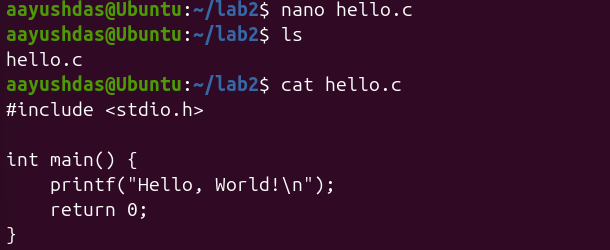 aayushdas@Ubuntu:~/lab2$ nano hello.c
aayushdas@Ubuntu:~/lab2$ ls
hello.c
aayushdas@Ubuntu:~/lab2$ cat hello.c
#include <stdio.h>

int main() {
    printf("Hello, World!\n");
    return 0;
}